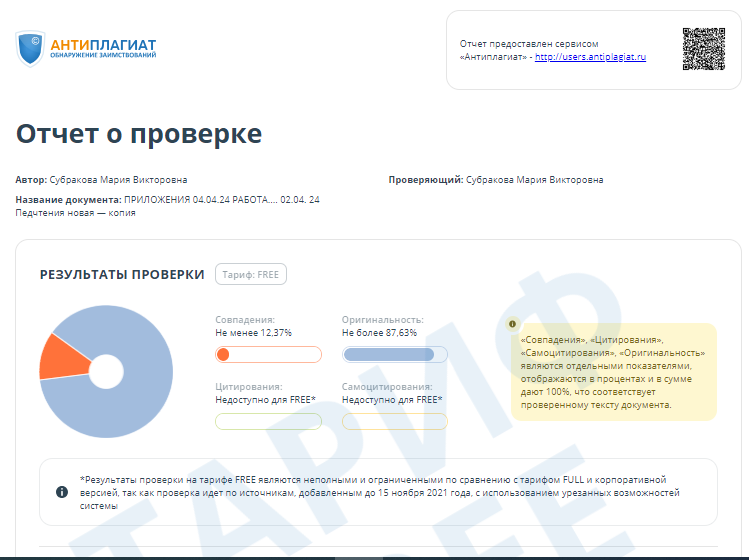 ©
АНТИПЛАГИАТ
ОБНАРУЖЕНИЕ ЗАИМСТВОВАНИЙ
Отчет предоставлен сервисом
«Антиплагиат» - http://users.antiplagiat.ru
Отчет о проверке
Автор: Субракова Мария Викторовна
Проверяющий: Субракова Мария Викторовна
Название документа: ПРИЛОЖЕНИЯ 04.04.24 РАБОТА.... 02.04. 24
Педчтения новая — копия
РЕЗУЛЬТАТЫ ПРОВЕРКИ
Тариф: FREE
Совпадения:
Не менее 12,37%
Оригинальность:
Не более 87,63%
Цитирования:
Недоступно для FREE*
Самоцитирования:
Недоступно для FREE*
«Совпадения», «Цитирования»,
«Самоцитирования», «Оригинальность»
являются отдельными показателями,
отображаются в процентах и в сумме
дают 100%, что соответствует
проверенному тексту документа.
*Результаты проверки на тарифе FREE являются неполными и ограниченными по сравнению с тарифом FULL и корпоративной
версией, так как проверка идет по источникам, добавленным до 15 ноября 2021 года, с использованием урезанных возможностей
системы
ТАРИФ
FREE